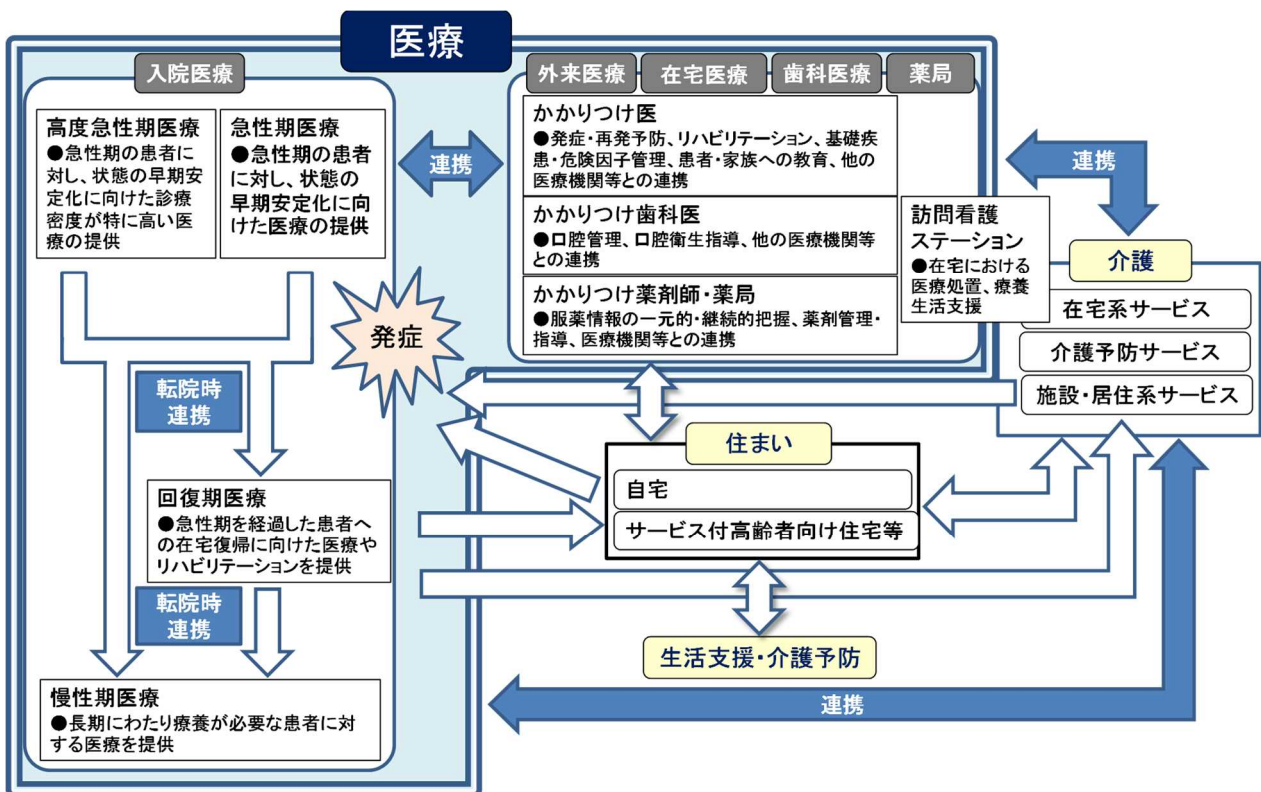 医療
入院医療
高度急性期医療
●急性期の患者に
対し、状態の早期安
定化に向けた診療
密度が特に高い医
療の提供
急性期医療
●急性期の患者
に対し、状態の
早期安定化に向
けた医療の提供
連携
外来医療
在宅医療
歯科医療
薬局
かかりつけ医
●発症・再発予防、リハビリテーション、基礎疾
患・危険因子管理、患者・家族への教育、他の
医療機関等との連携
かかりつけ歯科医
●口腔管理、口腔衛生指導、他の医療機関等
との連携
かかりつけ薬剤師・薬局
●服薬情報の一元的・継続的把握、薬剤管理・
指導、医療機関等との連携
訪問看護
ステーション
●在宅における
医療処置、療養
生活支援
連携
介護
在宅系サービス
介護予防サービス
施設・居住系サービス
発症
転院時
連携
回復期医療
●急性期を経過した患者へ
の在宅復帰に向けた医療や
リハビリテーションを提供
転院時
連携
慢性期医療
●長期にわたり療養が必要な患者に対
する医療を提供
住まい
自宅
サービス付高齢者向け住宅等
生活支援・介護予防
連携